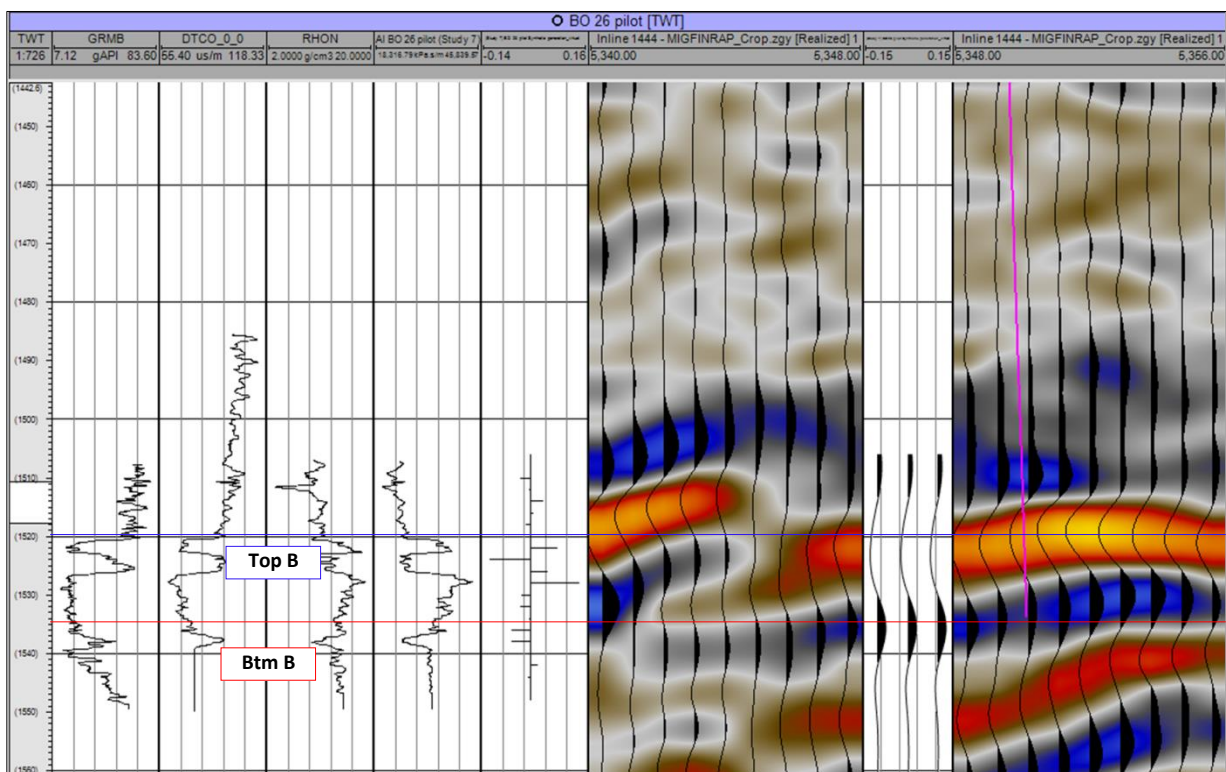 BO 26 pilot [TWT]
TWT GRMB DTCO_0_0 RHON AI BO 26 pilot (Study 7) Inline 1444 - MIGFINRAP_Crop.zgy [Realized] 1 Inline 1444 - MIGFINRAP_Crop.zgy [Realized] 1
1:726 7.12 gAPI 83.60 55.40 us/m 118.33 2.0000 g/cm3 20.0000 -0.14 0.16 5,340.00 5,348.00 -0.15 0.15 5,348.00 5,356.00
(1442.6)
(1450)
(1460)
(1470)
(1480)
(1490)
(1500)
(1510)
(1520)
Top B
(1530)
(1540)
Btm B
(1550)
(1560)